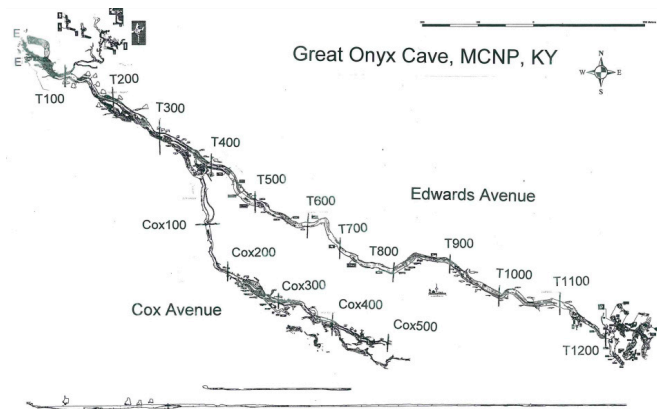 Great Onyx Cave, MCNP, KY
N
W E
S
E
E
T100
T200
T300
T400
T500
T600
T700
T800
T900
T1000
T1100
T1200
Edwards Avenue
Cox100
Cox200
Cox300
Cox400
Cox500
Cox Avenue